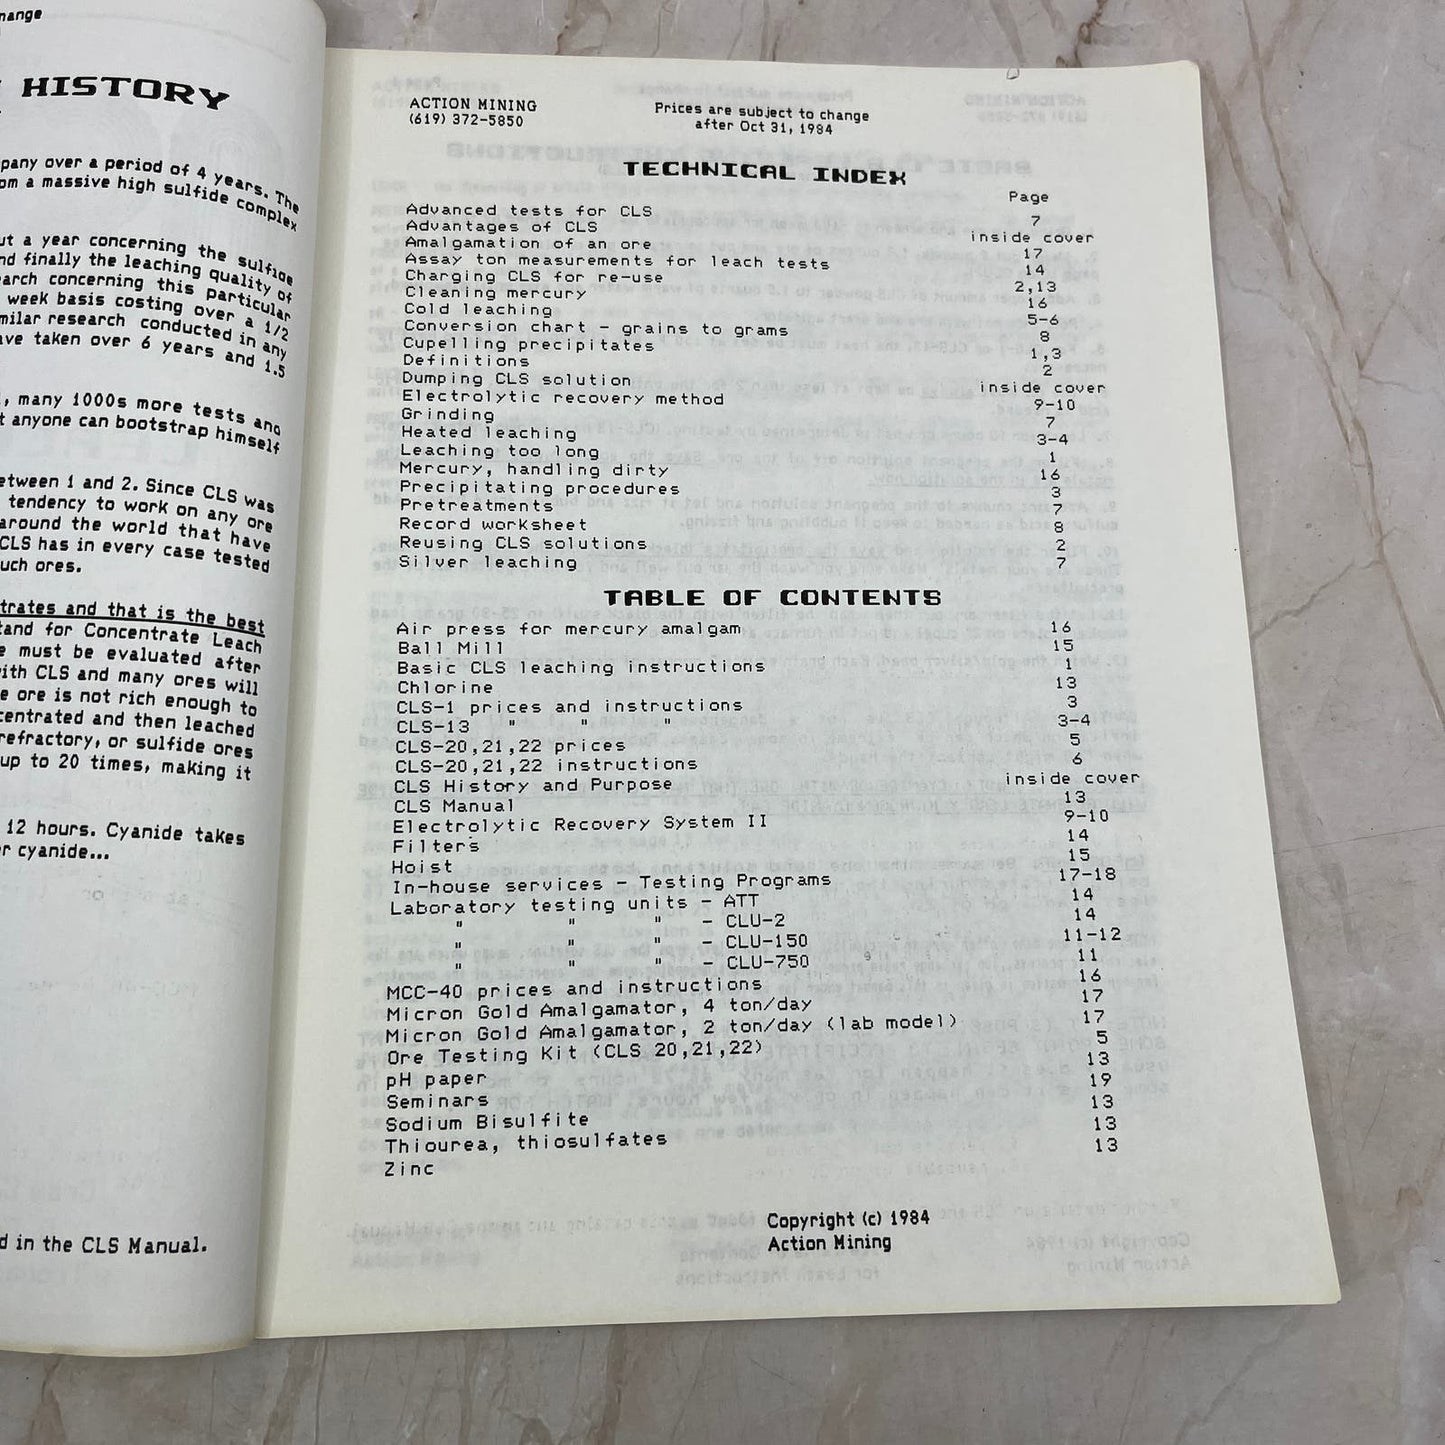 hange
HISTORY
pany over a period of 4 years. The
om a massive high sulfide complex
ut a year concerning the sulfide
nd finally the leaching quality of
arch concerning this particular
week basis costing over a 1/2
milar research conducted in any
ave taken over 6 years and 1.5
, many 1000s more tests and
t anyone can bootstrap himself
etween 1 and 2. Since CLS was
tendency to work on any ore
around the world that have
CLS has in every case tested
uch ores.
trates and that is the best
tand for Concentrate Leach
e must be evaluated after
with CLS and many ores will
e ore is not rich enough to
centrated and then leached
refractory, or sulfide ores
up to 20 times, making it
12 hours. Cyanide takes
r cyanide...
d in the CLS Manual.
ACTION MINING
(619) 372-5850
Prices are subject to change
after Oct 31, 1984
TECHNICAL INDEX
Page
Advanced tests for CLS 7
Advantages of CLS inside cover
Amalgamation of an ore 17
Assay ton measurements for leach tests 14
Charging CLS for re-use 2,13
Cleaning mercury 16
Cold leaching 5-6
Conversion chart - grains to grams 8
Cupelling precipitates 1,3
Definitions 2
Dumping CLS solution inside cover
Electrolytic recovery method 9-10
Grinding 7
Heated leaching 3-4
Leaching too long 1
Mercury, handling dirty 16
Precipitating procedures 3
Pretreatments 7
Record worksheet 8
Reusing CLS solutions 2
Silver leaching 7
TABLE OF CONTENTS
Air press for mercury amalgam 16
Ball Mill 15
Basic CLS leaching instructions 1
Chlorine 13
CLS-1 prices and instructions 3
CLS-13 " " " 3-4
CLS-20,21,22 prices 5
CLS-20,21,22 instructions 6
CLS History and Purpose inside cover
CLS Manual 13
Electrolytic Recovery System II 9-10
Filters 14
Hoist 15
In-house services - Testing Programs 17-18
Laboratory testing units - ATT 14
" " " - CLU-2 14
" " " - CLU-150 11-12
" " " - CLU-750 11
MCC-40 prices and instructions 16
Micron Gold Amalgamator, 4 ton/day 17
Micron Gold Amalgamator, 2 ton/day (lab model) 17
Ore Testing Kit (CLS 20,21,22) 5
pH paper 13
Seminars 19
Sodium Bisulfite 13
Thiourea, thiosulfates 13
Zinc 13
Copyright (c) 1984
Action Mining